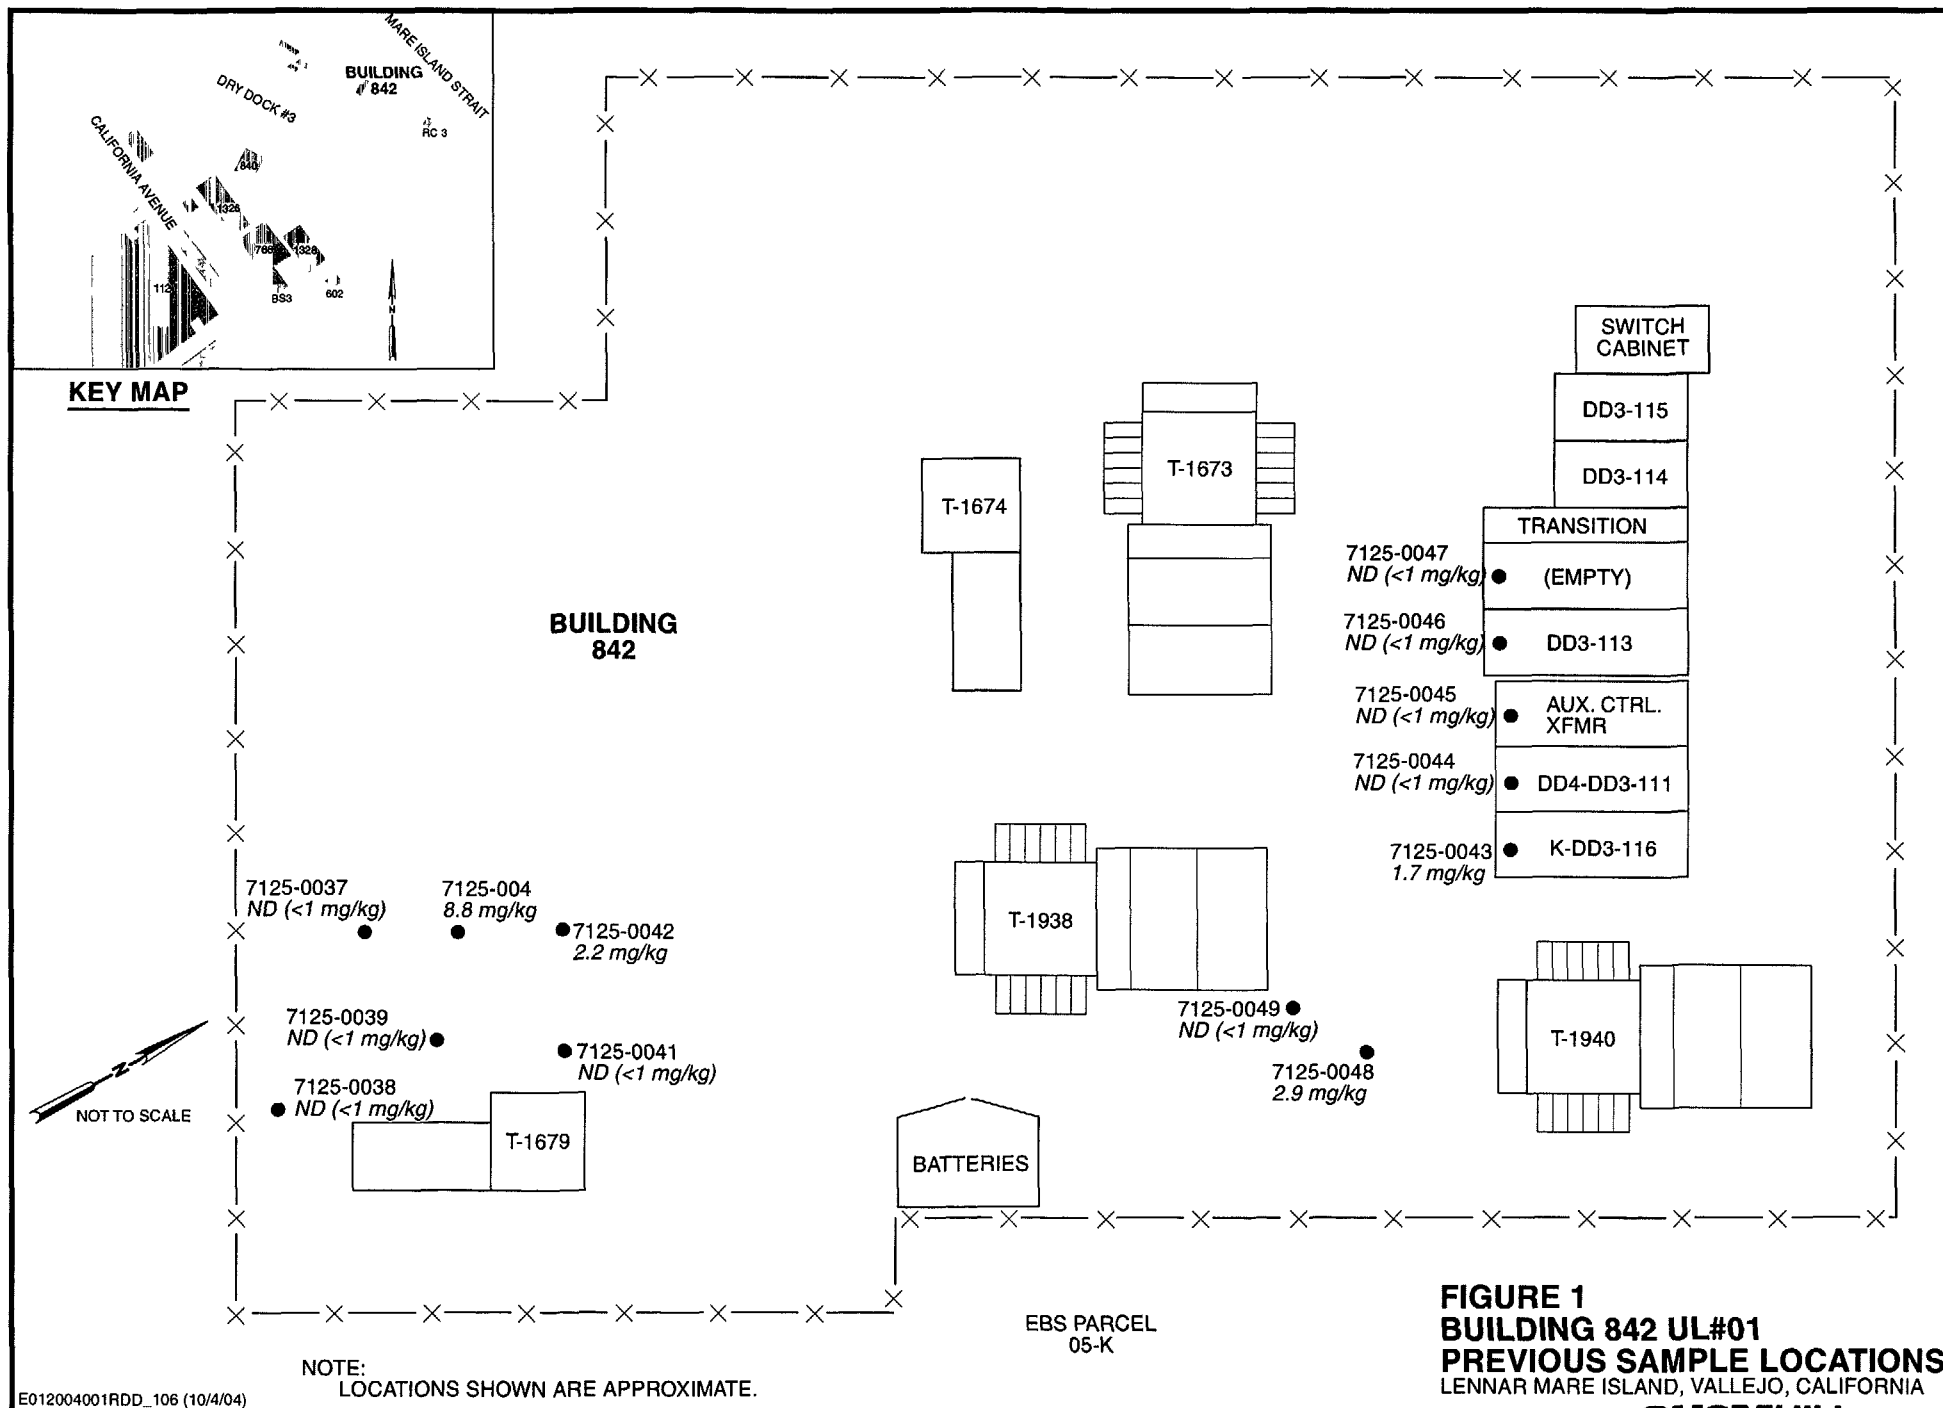 MARE ISLAND STRAIT
BUILDING
842
DRY DOCK #3
RC 3
CALIFORNIA AVENUE
840
1326
1328
BS3
602
N
KEY MAP
SWITCH
CABINET
DD3-115
DD3-114
TRANSITION
(EMPTY)
DD3-113
AUX. CTRL.
XFMR
DD4-DD3-111
K-DD3-116
T-1673
T-1674
7125-0047
ND (<1 mg/kg)
7125-0046
ND (<1 mg/kg)
7125-0045
ND (<1 mg/kg)
7125-0044
ND (<1 mg/kg)
7125-0043
1.7 mg/kg
BUILDING
842
7125-0037
ND (<1 mg/kg)
7125-004
8.8 mg/kg
7125-0042
2.2 mg/kg
T-1938
7125-0039
ND (<1 mg/kg)
7125-0041
ND (<1 mg/kg)
7125-0049
ND (<1 mg/kg)
7125-0048
2.9 mg/kg
T-1940
7125-0038
ND (<1 mg/kg)
N
NOT TO SCALE
T-1679
BATTERIES
EBS PARCEL
05-K
NOTE:
LOCATIONS SHOWN ARE APPROXIMATE.
E012004001RDD_106 (10/4/04)
FIGURE 1
BUILDING 842 UL#01
PREVIOUS SAMPLE LOCATIONS
LENNAR MARE ISLAND, VALLEJO, CALIFORNIA